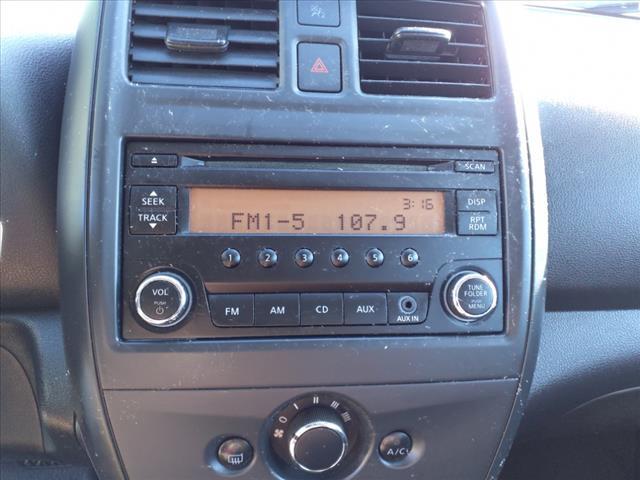 SCAN
SEEK
TRACK
3:16
FM1-5 107.9
DISP
RPT
RDM
1 2 3 4 5 6
VOL
PUSH
TUNE
FOLDER
PUSH
MENU
FM AM CD AUX
AUX IN
0
A/C